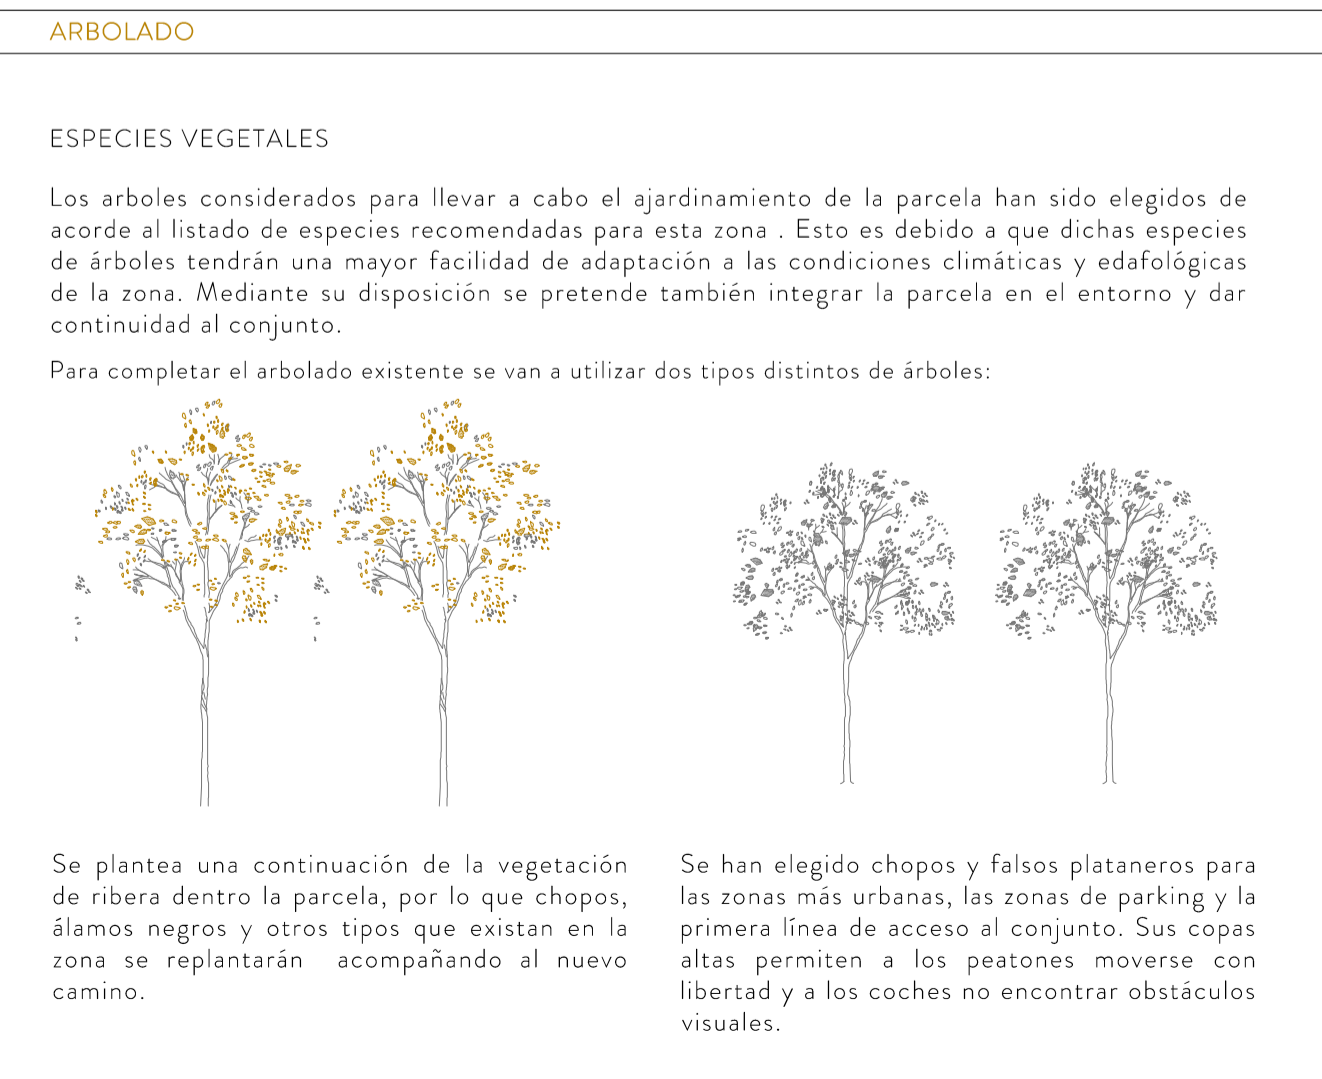 ARBOLADO
ESPECIES VEGETALES
Los arboles considerados para llevar a cabo el ajardinamiento de la parcela han sido elegidos de
acorde al listado de especies recomendadas para esta zona . Esto es debido a que dichas especies
de árboles tendrán una mayor facilidad de adaptación a las condiciones climáticas y edafológicas
de la zona. Mediante su disposición se pretende también integrar la parcela en el entorno y dar
continuidad al conjunto.
Para completar el arbolado existente se van a utilizar dos tipos distintos de árboles:
Se plantea una continuación de la vegetación
de ribera dentro la parcela, por lo que chopos,
álamos negros y otros tipos que existan en la
zona se replantarán acompañando al nuevo
camino.
Se han elegido chopos y falsos plataneros para
las zonas más urbanas, las zonas de parking y la
primera línea de acceso al conjunto. Sus copas
altas permiten a los peatones moverse con
libertad y a los coches no encontrar obstáculos
visuales.